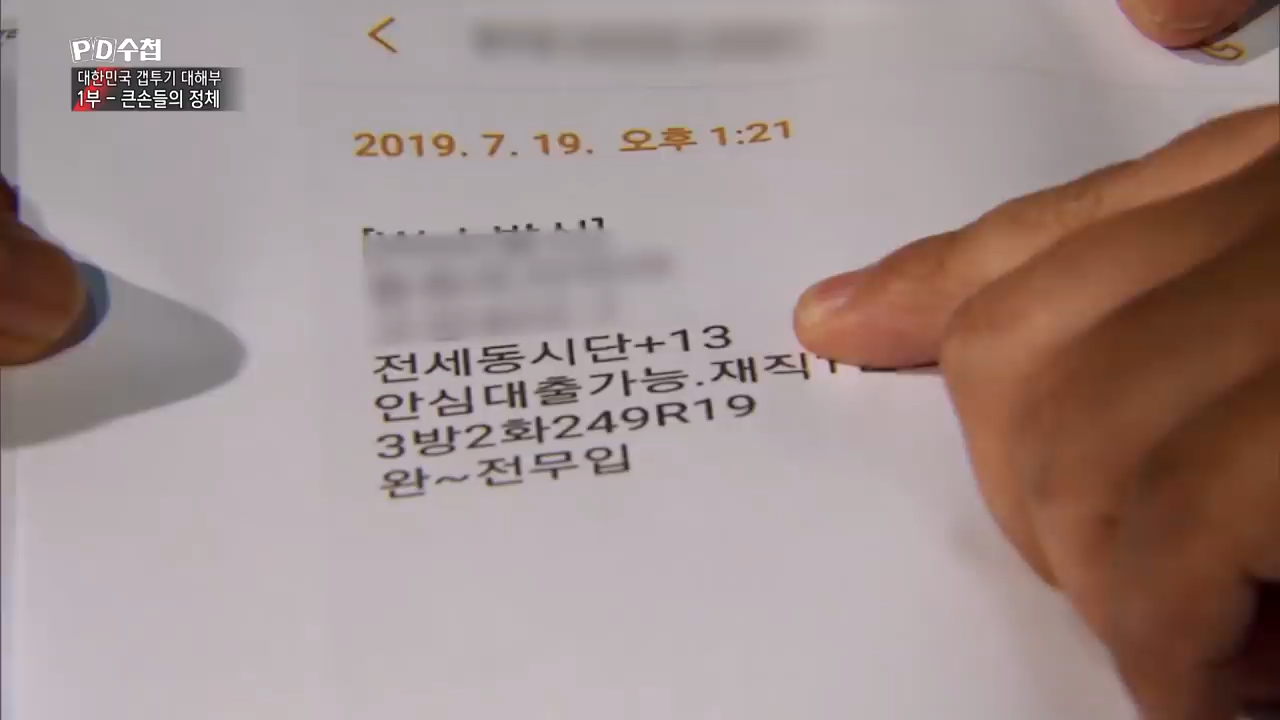 PD수첩
대한민국 갭투기 대해부
1부 - 큰손들의 정체
2019. 7. 19. 오후 1:21
전세동시단+13
안심대출가능.재직
3방2화249R19
완~전무입